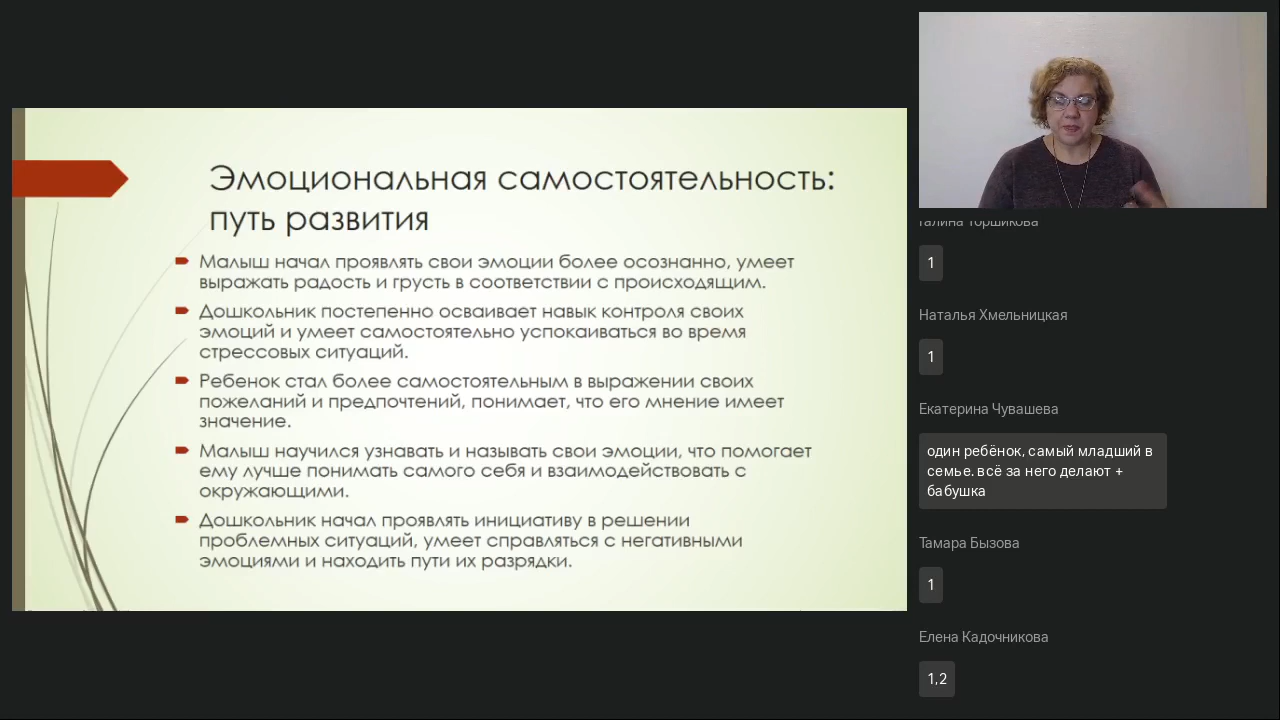 Эмоциональная самостоятельность:
путь развития
Малыш начал проявлять свои эмоции более осознанно, умеет
выражать радость и грусть в соответствии с происходящим.
Дошкольник постепенно осваивает навык контроля своих
эмоций и умеет самостоятельно успокаиваться во время
стрессовых ситуаций.
Ребенок стал более самостоятельным в выражении своих
пожеланий и предпочтений, понимает, что его мнение имеет
значение.
Малыш научился узнавать и называть свои эмоции, что помогает
ему лучше понимать самого себя и взаимодействовать с
окружающими.
Дошкольник начал проявлять инициативу в решении
проблемных ситуаций, умеет справляться с негативными
эмоциями и находить пути их разрядки.
Галина Торшикова
1
Наталья Хмельницкая
1
Екатерина Чувашева
один ребёнок, самый младший в
семье. всё за него делают +
бабушка
Тамара Бызова
1
Елена Кадочникова
1,2